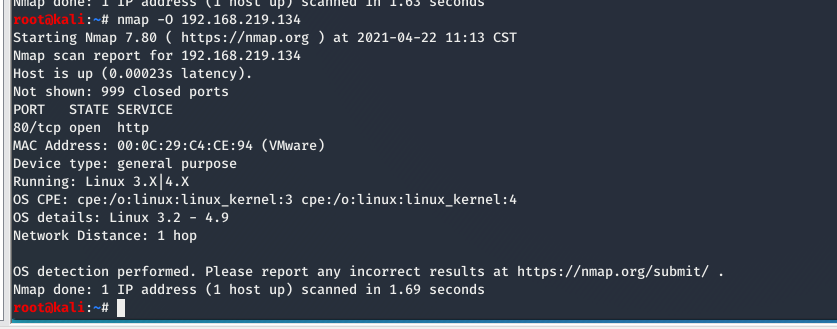 Nmap done: 1 IP address (1 host up) scanned in 1.63 seconds
root@kali:~# nmap -O 192.168.219.134
Starting Nmap 7.80 ( https://nmap.org ) at 2021-04-22 11:13 CST
Nmap scan report for 192.168.219.134
Host is up (0.00023s latency).
Not shown: 999 closed ports
PORT   STATE SERVICE
80/tcp open  http
MAC Address: 00:0C:29:C4:CE:94 (VMware)
Device type: general purpose
Running: Linux 3.X|4.X
OS CPE: cpe:/o:linux:linux_kernel:3 cpe:/o:linux:linux_kernel:4
OS details: Linux 3.2 - 4.9
Network Distance: 1 hop

OS detection performed. Please report any incorrect results at https://nmap.org/submit/ .
Nmap done: 1 IP address (1 host up) scanned in 1.69 seconds
root@kali:~#